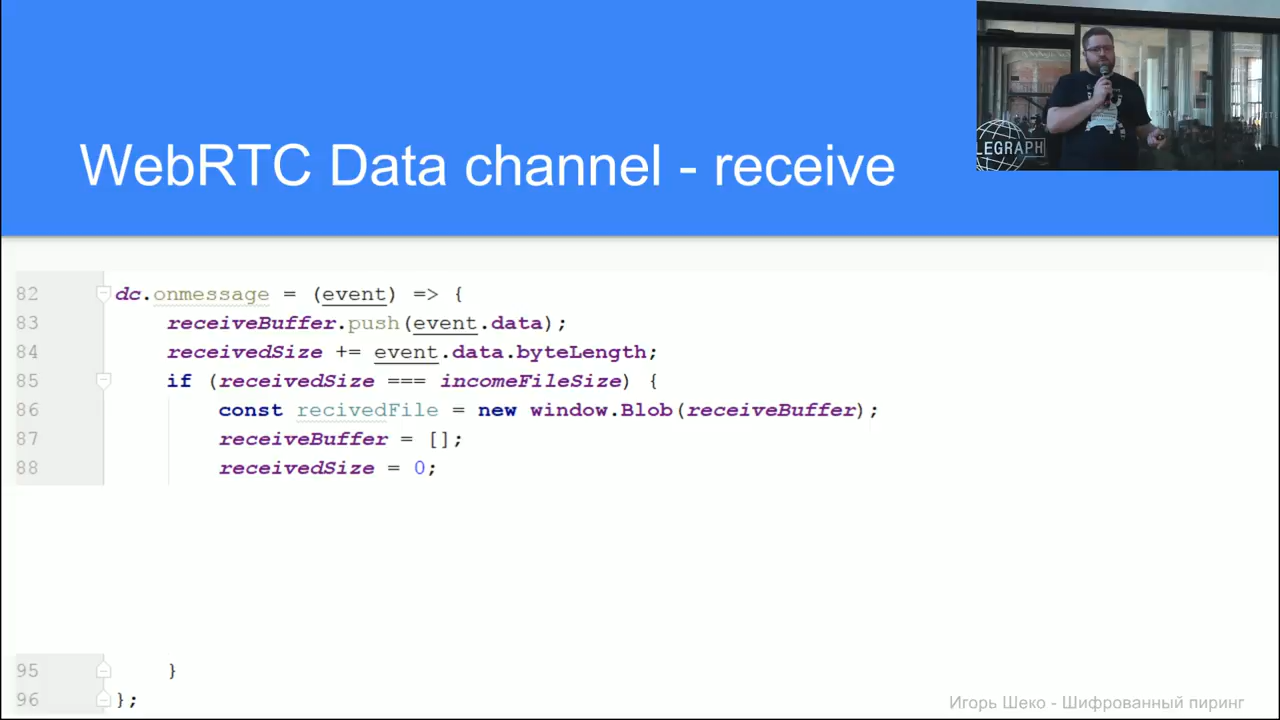 WebRTC Data channel - receive
LEGRAPH
82 dc.onmessage = (event) => {
83 receiveBuffer.push(event.data);
84 receivedSize += event.data.byteLength;
85 if (receivedSize === incomeFileSize) {
86 const recivedFile = new window.Blob(receiveBuffer);
87 receiveBuffer = [];
88 receivedSize = 0;
95 }
96 };
Игорь Шеко - Шифрованный пиринг